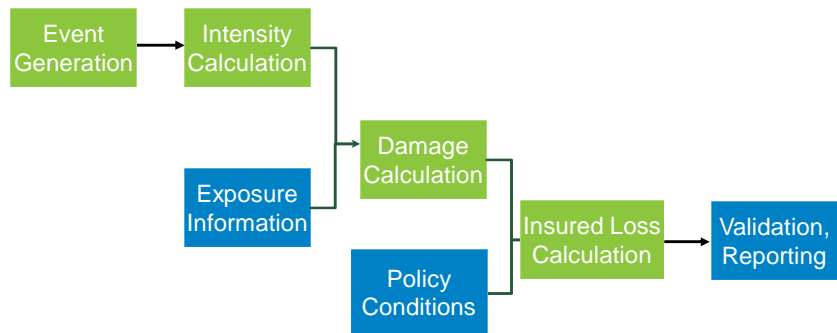 Event
Generation
Intensity
Calculation
Exposure
Information
Damage
Calculation
Policy
Conditions
Insured Loss
Calculation
Validation,
Reporting